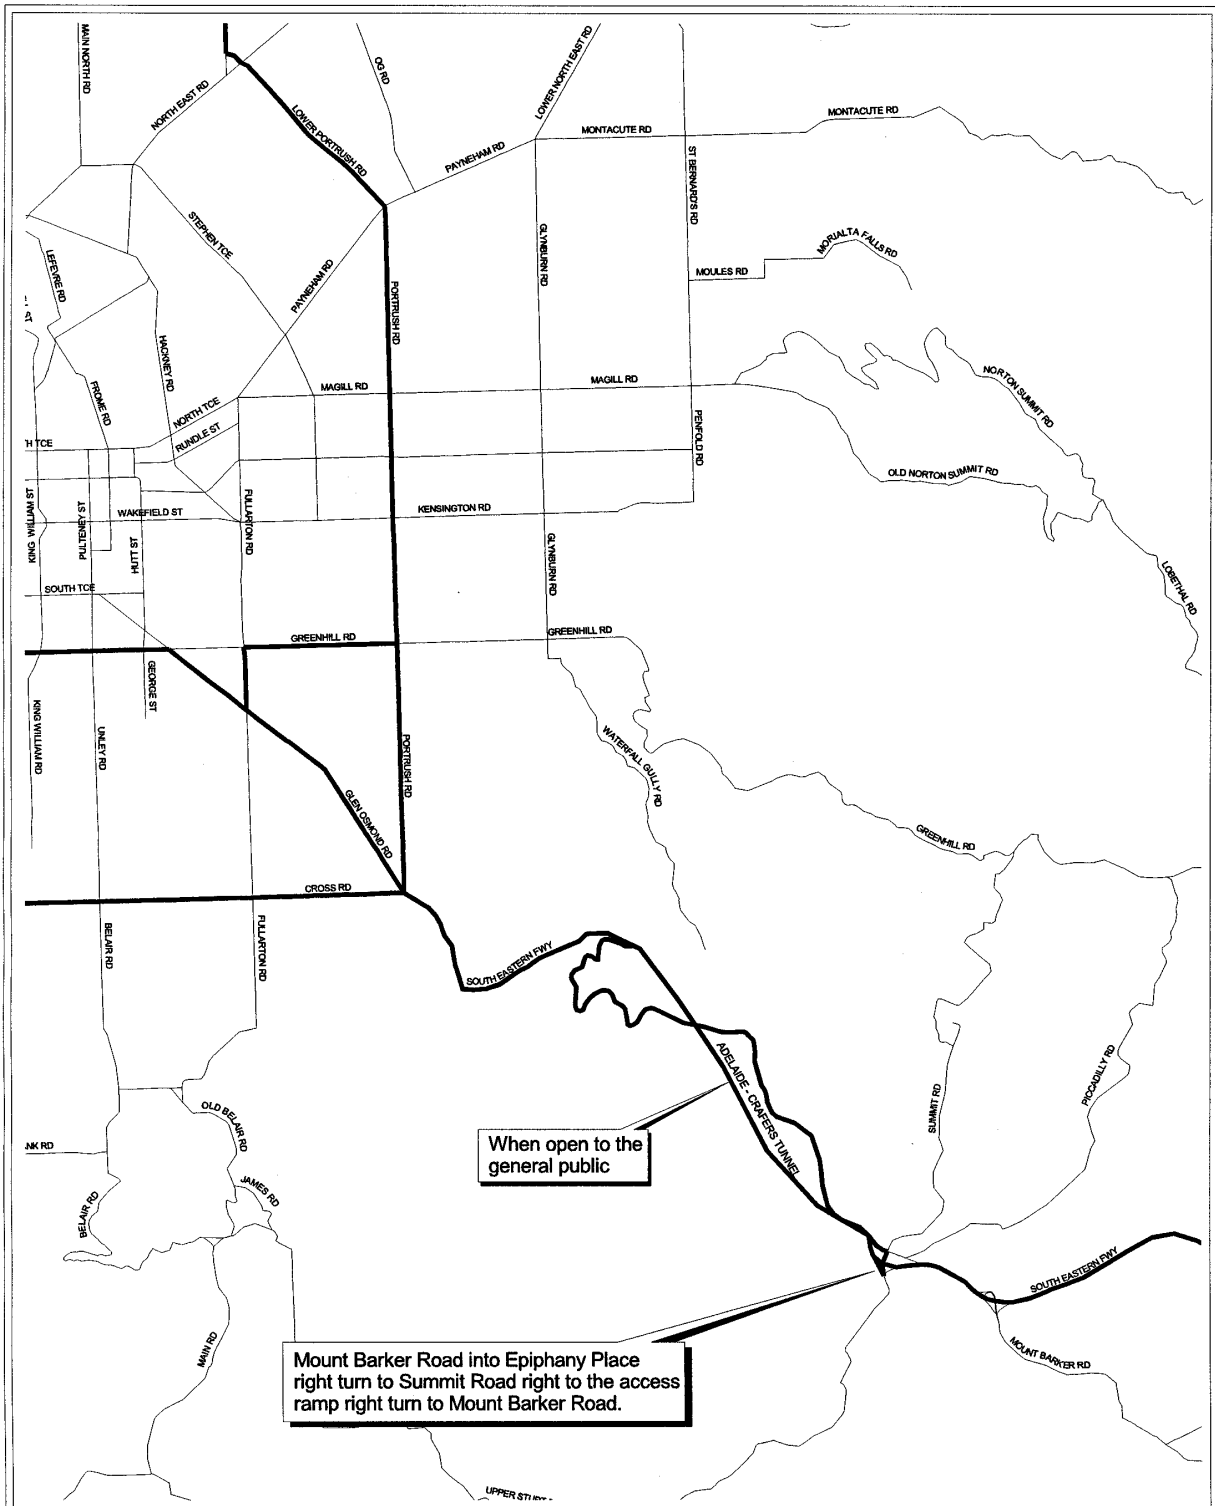 MAIN NORTH RD
NORTH EAST RD
OG RD
LOWER NORTH EAST RD
LOWER PORTRUSH RD
MONTACUTE RD
MONTACUTE RD
PAYNEHAM RD
ST BERNARD'S RD
STEPHEN TCE
GLYNBURN RD
MORIALTA FALLS RD
LEFEVRE RD
PAYNEHAM RD
MOULES RD
PORTRUSH RD
HACKNEY RD
NORTON SUMMIT RD
FROME RD
MAGILL RD
MAGILL RD
NORTH TCE
RUNDLE ST
PENFOLD RD
H TCE
OLD NORTON SUMMIT RD
KING WILLIAM ST
PULTENEY ST
WAKEFIELD ST
HUTT ST
FULLARTON RD
KENSINGTON RD
GLYNBURN RD
LOBETHAL RD
SOUTH TCE
GREENHILL RD
GREENHILL RD
GEORGE ST
KING WILLIAM RD
UNLEY RD
PORTRUSH RD
WATERFALL GULLY RD
GLEN OSMOND RD
GREENHILL RD
CROSS RD
BELAIR RD
FULLARTON RD
SOUTH EASTERN FWY
ADELAIDE - CRAFERS TUNNEL
SUMMIT RD
PICCADILLY RD
OLD BELAIR RD
NK RD
When open to the
general public
JAMES RD
BELAIR RD
SOUTH EASTERN FWY
MAIN RD
MOUNT BARKER RD
Mount Barker Road into Epiphany Place
right turn to Summit Road right to the access
ramp right turn to Mount Barker Road.
UPPER STURT